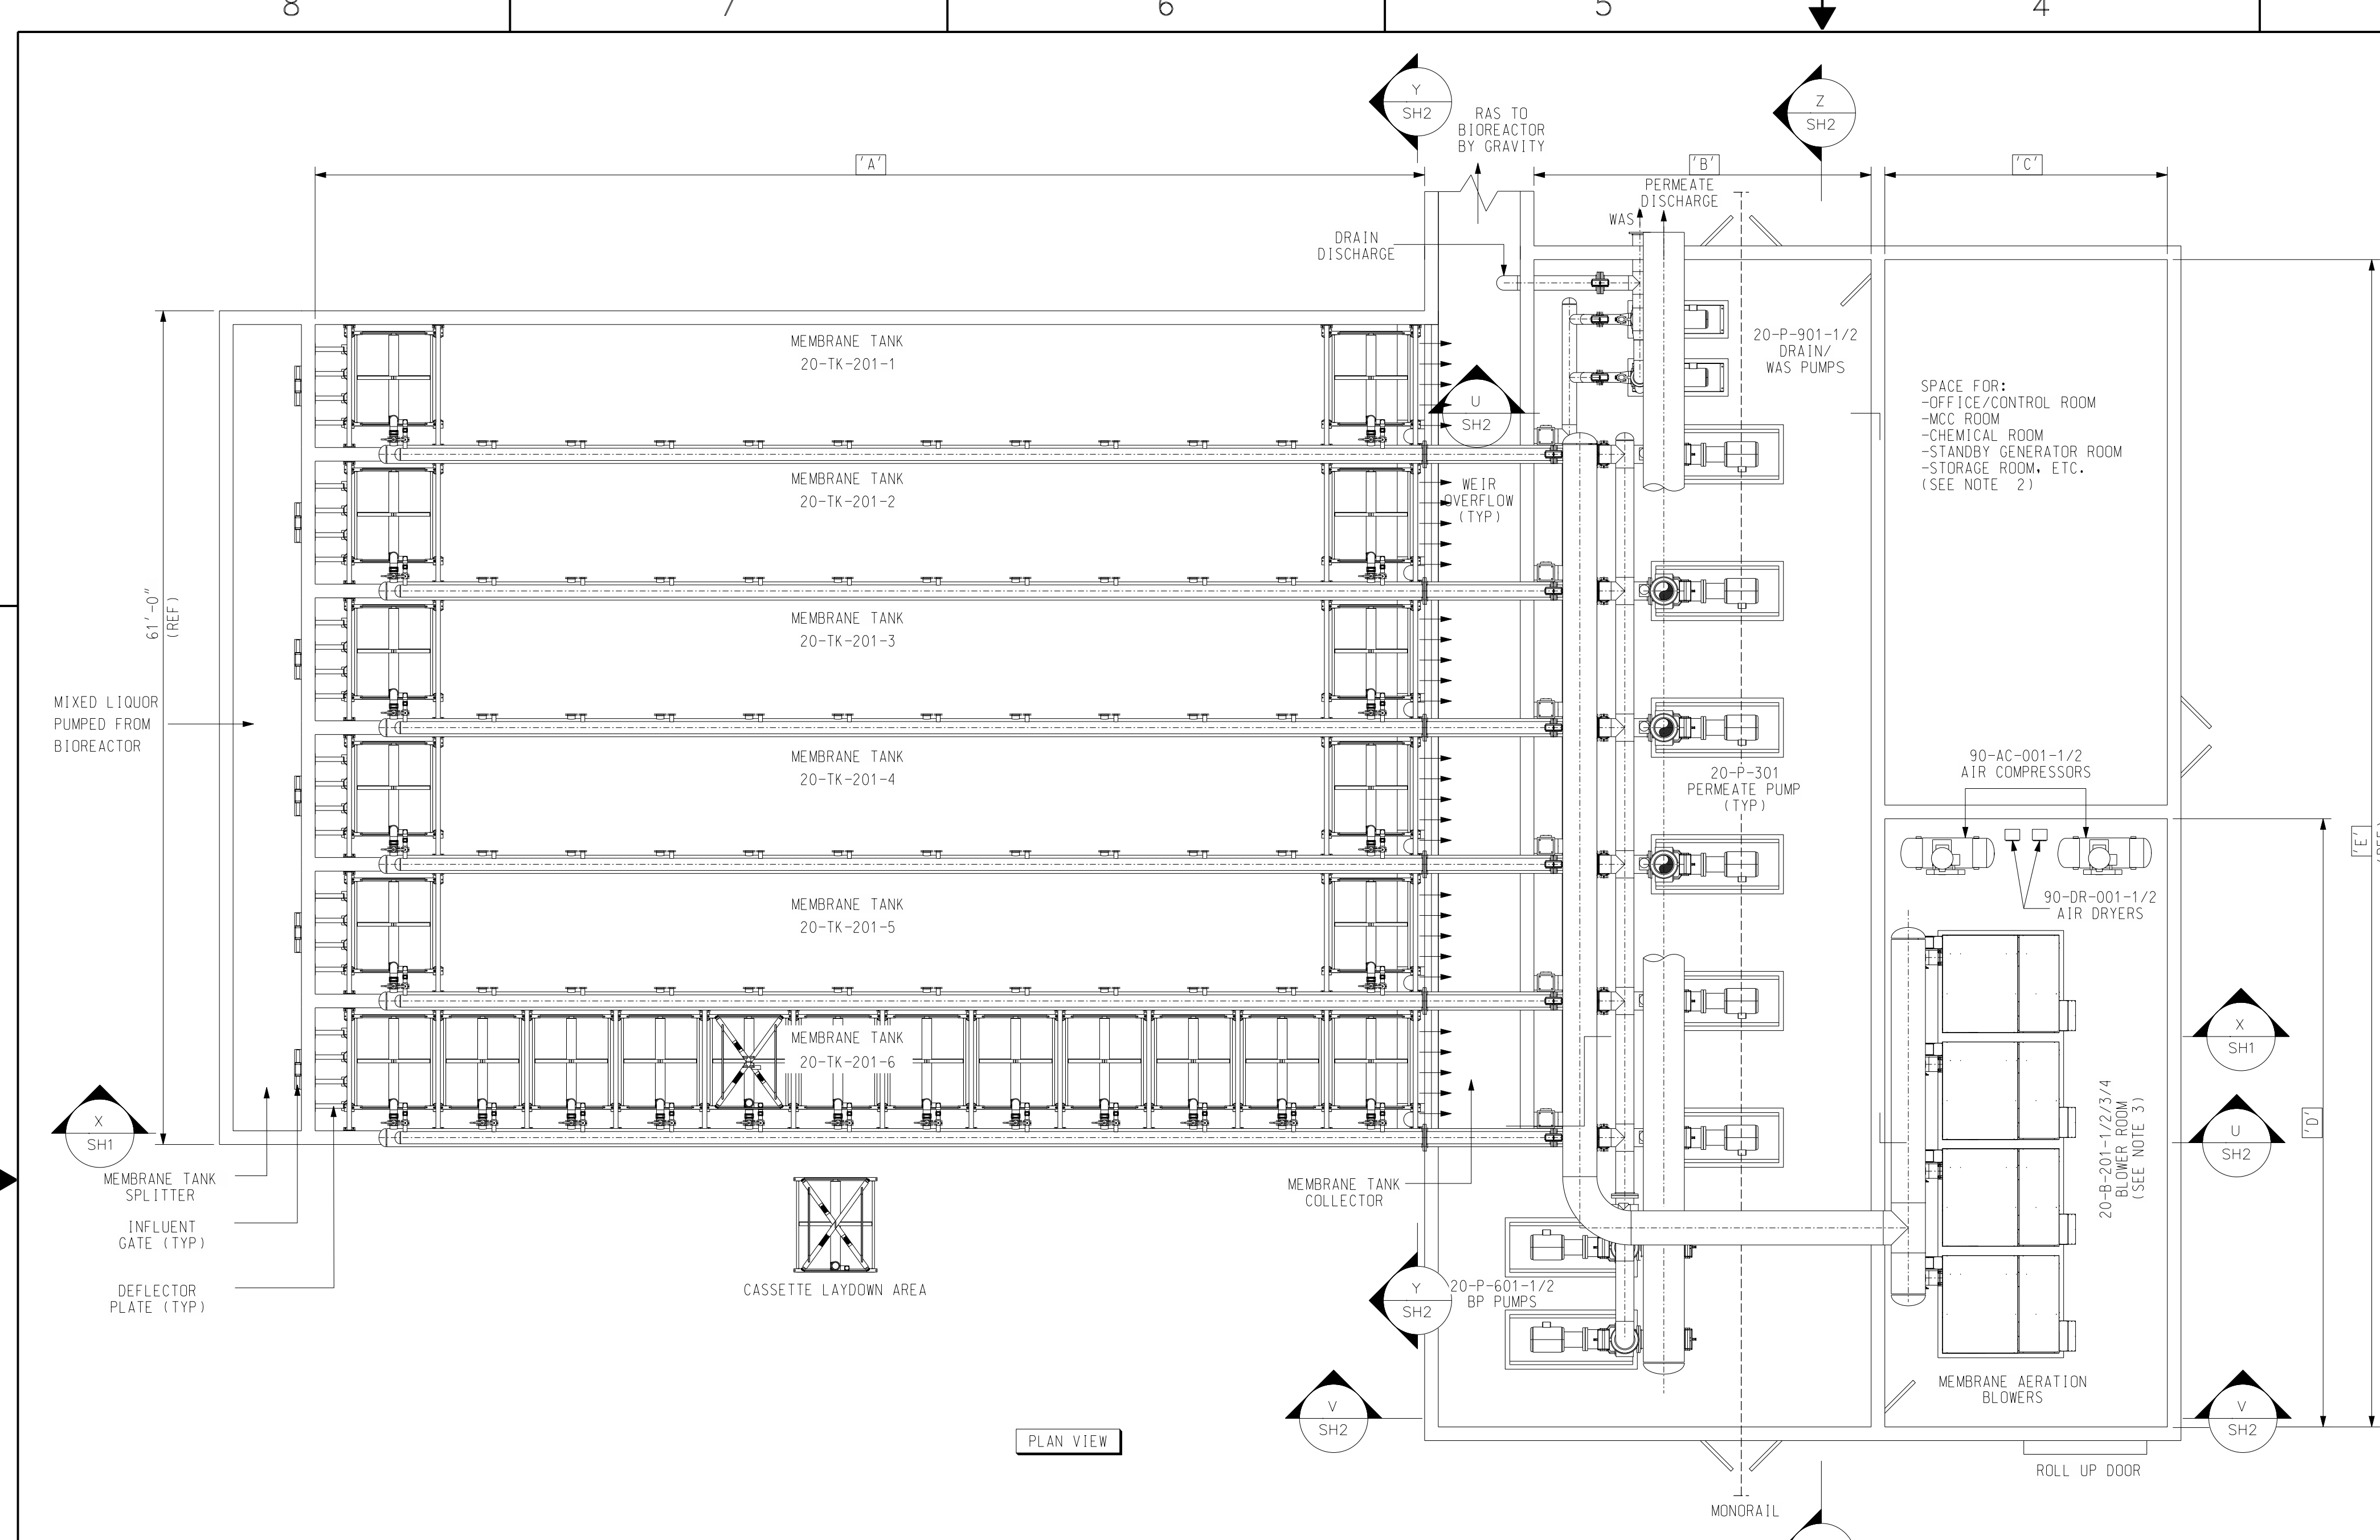 8 7 6 5 4
Y
SH2
Z
SH2
RAS TO
BIOREACTOR
BY GRAVITY
'A'
'B'
'C'
PERMEATE
DISCHARGE
WAS
DRAIN
DISCHARGE
MEMBRANE TANK
20-TK-201-1
20-P-901-1/2
DRAIN/
WAS PUMPS
SPACE FOR:
-OFFICE/CONTROL ROOM
-MCC ROOM
-CHEMICAL ROOM
-STANDBY GENERATOR ROOM
-STORAGE ROOM, ETC.
(SEE NOTE 2)
U
SH2
MEMBRANE TANK
20-TK-201-2
WEIR
OVERFLOW
(TYP)
61'-0"
(REF)
MEMBRANE TANK
20-TK-201-3
MIXED LIQUOR
PUMPED FROM
BIOREACTOR
MEMBRANE TANK
20-TK-201-4
20-P-301
PERMEATE PUMP
(TYP)
90-AC-001-1/2
AIR COMPRESSORS
'E'
90-DR-001-1/2
AIR DRYERS
MEMBRANE TANK
20-TK-201-5
MEMBRANE TANK
20-TK-201-6
X
SH1
X
SH1
20-B-201-1/2/3/4
BLOWER ROOM
(SEE NOTE 3)
'D'
U
SH2
MEMBRANE TANK
SPLITTER
INFLUENT
GATE (TYP)
DEFLECTOR
PLATE (TYP)
MEMBRANE TANK
COLLECTOR
CASSETTE LAYDOWN AREA
Y
SH2
20-P-601-1/2
BP PUMPS
MEMBRANE AERATION
BLOWERS
V
SH2
V
SH2
PLAN VIEW
ROLL UP DOOR
MONORAIL